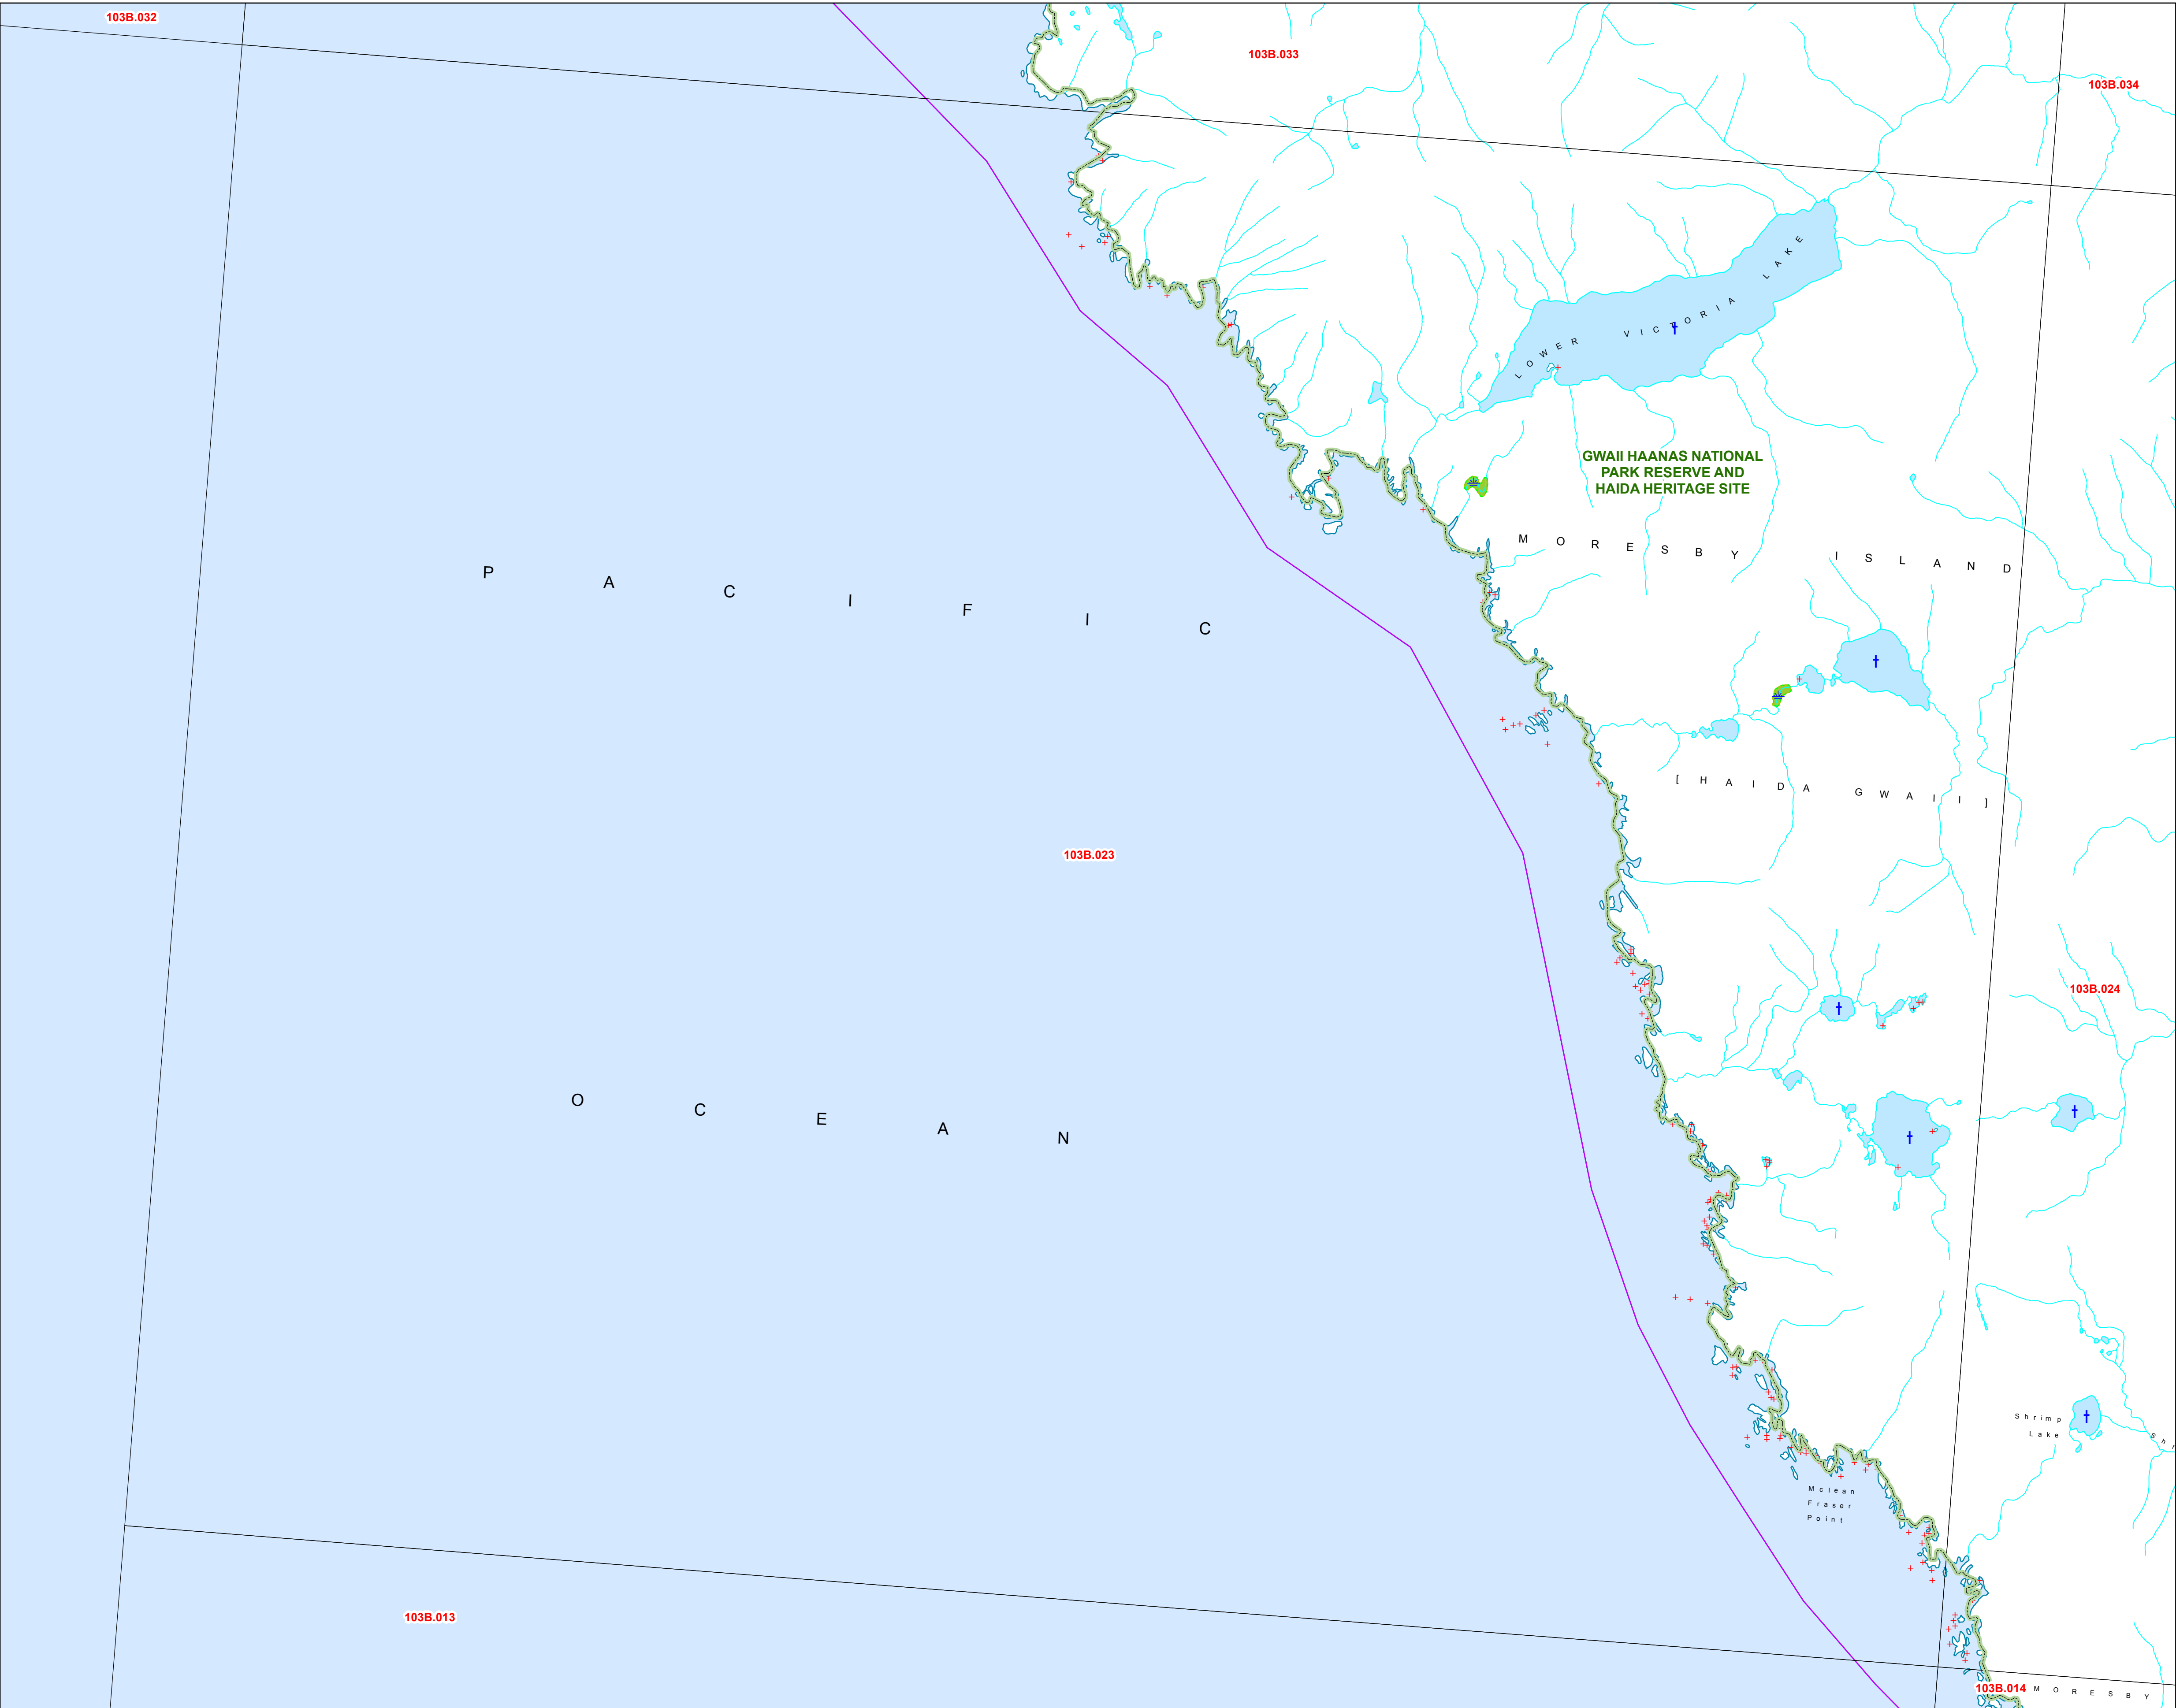 103B.032
103B.033
103B.034
LOWER VICTORIA LAKE
GWAII HAANAS NATIONAL
PARK RESERVE AND
HAIDA HERITAGE SITE
MORESBY ISLAND
PACIFIC
[HAIDA GWAII]
103B.023
103B.024
OCEAN
Shrimp
Lake
Mclean
Fraser
Point
103B.013
103B.014
MORESBY